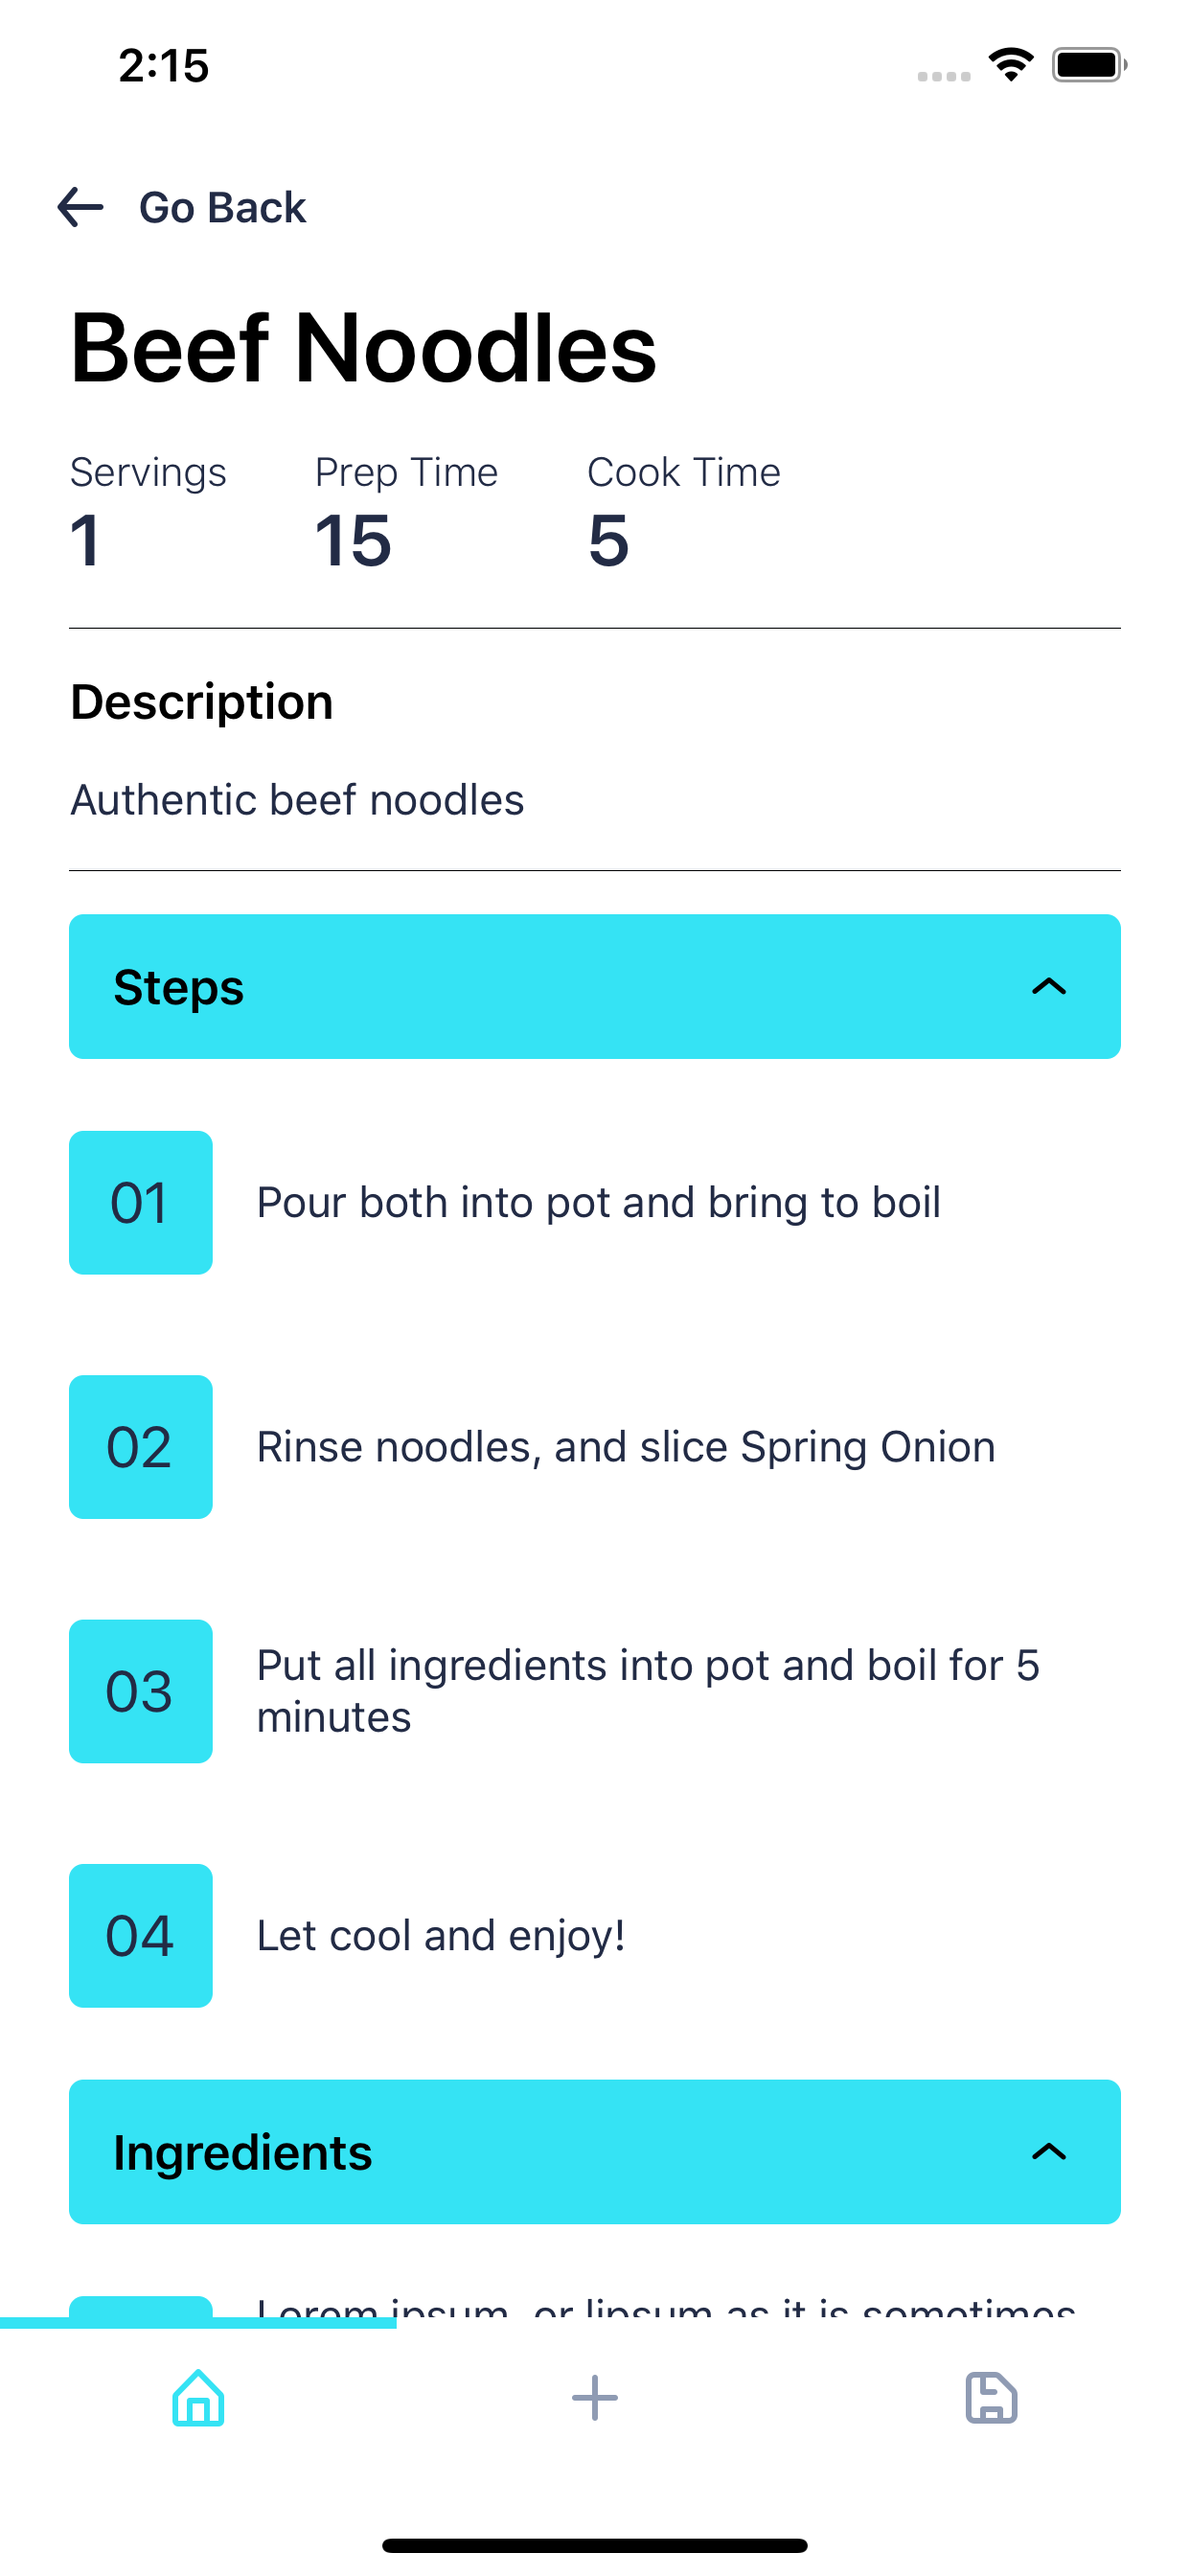 2:15
Go Back
Beef Noodles
Servings Prep Time Cook Time
1 15 5
Description
Authentic beef noodles
Steps
01 Pour both into pot and bring to boil
02 Rinse noodles, and slice Spring Onion
03 Put all ingredients into pot and boil for 5
minutes
04 Let cool and enjoy!
Ingredients
Lorem ipsum, or lipsum as it is sometimes